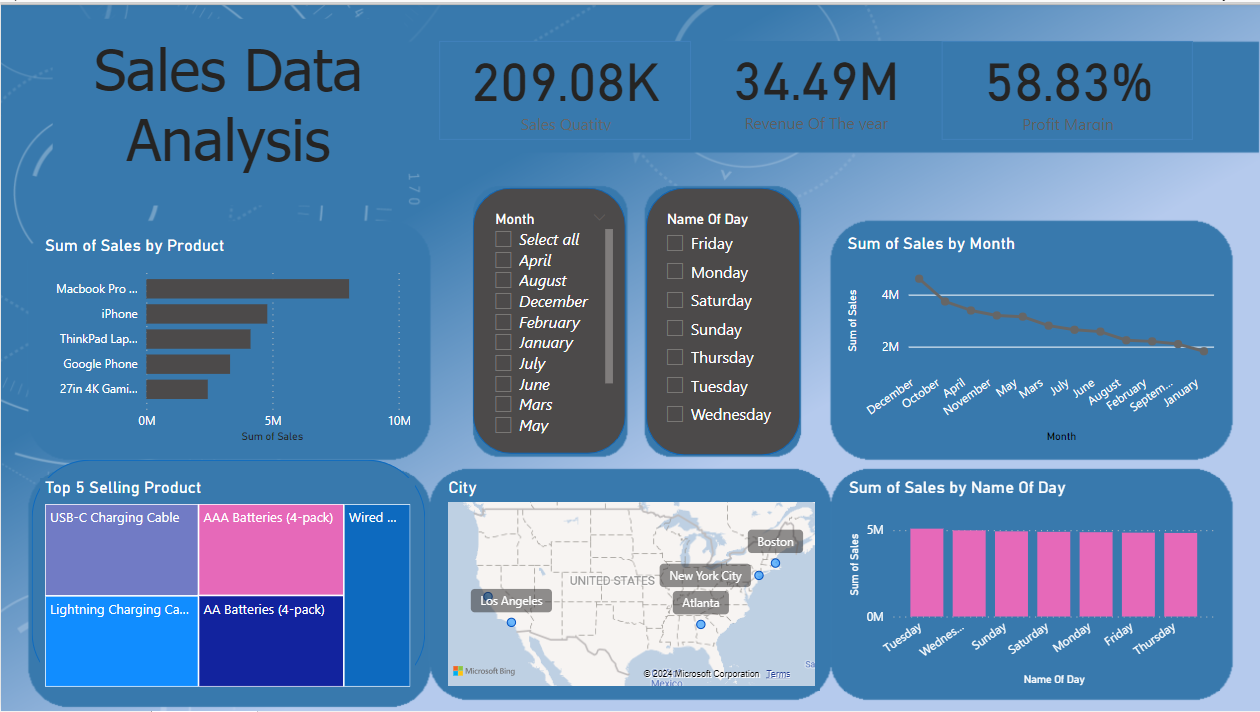 Sales Data
Analysis
209.08K
Sales Quatity
34.49M
Revenue Of The year
58.83%
Profit Margin
Sum of Sales by Product
Macbook Pro ...
iPhone
ThinkPad Lap...
Google Phone
27in 4K Gami...
0M
5M
10M
Sum of Sales
Month
Select all
April
August
December
February
January
July
June
Mars
May
Name Of Day
Friday
Monday
Saturday
Sunday
Thursday
Tuesday
Wednesday
Sum of Sales by Month
Sum of Sales
4M
2M
December
October
April
November
May
Mars
July
June
August
February
Septem...
January
Month
Top 5 Selling Product
USB-C Charging Cable
AAA Batteries (4-pack)
Wired ...
Lightning Charging Ca...
AA Batteries (4-pack)
City
Boston
UNITED STATES
New York City
Los Angeles
Atlanta
Microsoft Bing
© 2024 Microsoft Corporation
Terms
Sa
Mexico
Sum of Sales by Name Of Day
Sum of Sales
5M
0M
Tuesday
Wednes...
Sunday
Saturday
Monday
Friday
Thursday
Name Of Day
170